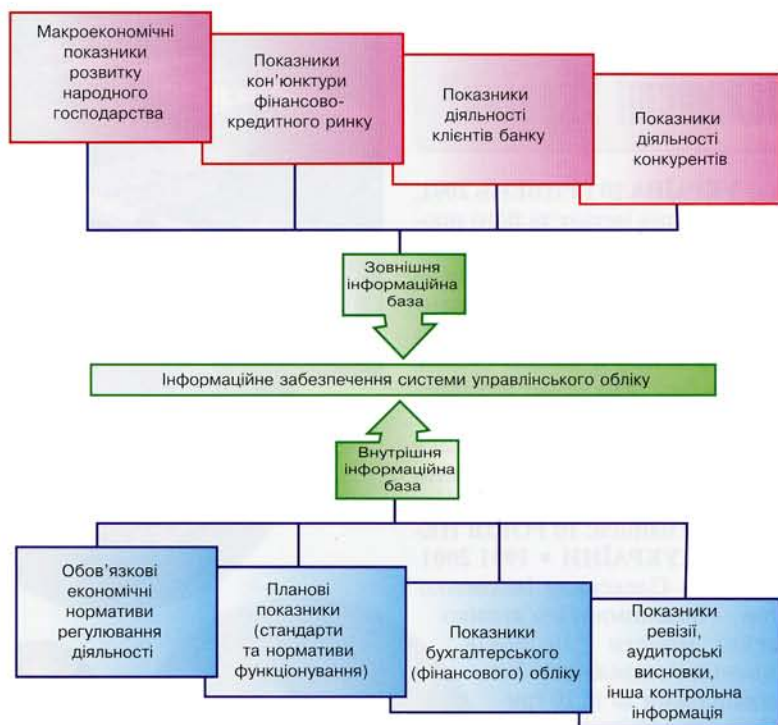 Макроекономічні
показники
розвитку
народного
господарства
Показники
кон’юнктури
фінансово-
кредитного ринку
Показники
діяльності
клієнтів банку
Показники
діяльності
конкурентів
Зовнішня
інформаційна
база
Інформаційне забезпечення системи управлінського обліку
Внутрішня
інформаційна
база
Обов’язкові
економічні
нормативи
регулювання
діяльності
Планові
показники
(стандарти
та нормативи
функціонування)
Показники
бухгалтерського
(фінансового) обліку
Показники
ревізії,
аудиторські
висновки,
інша контрольна
інформація